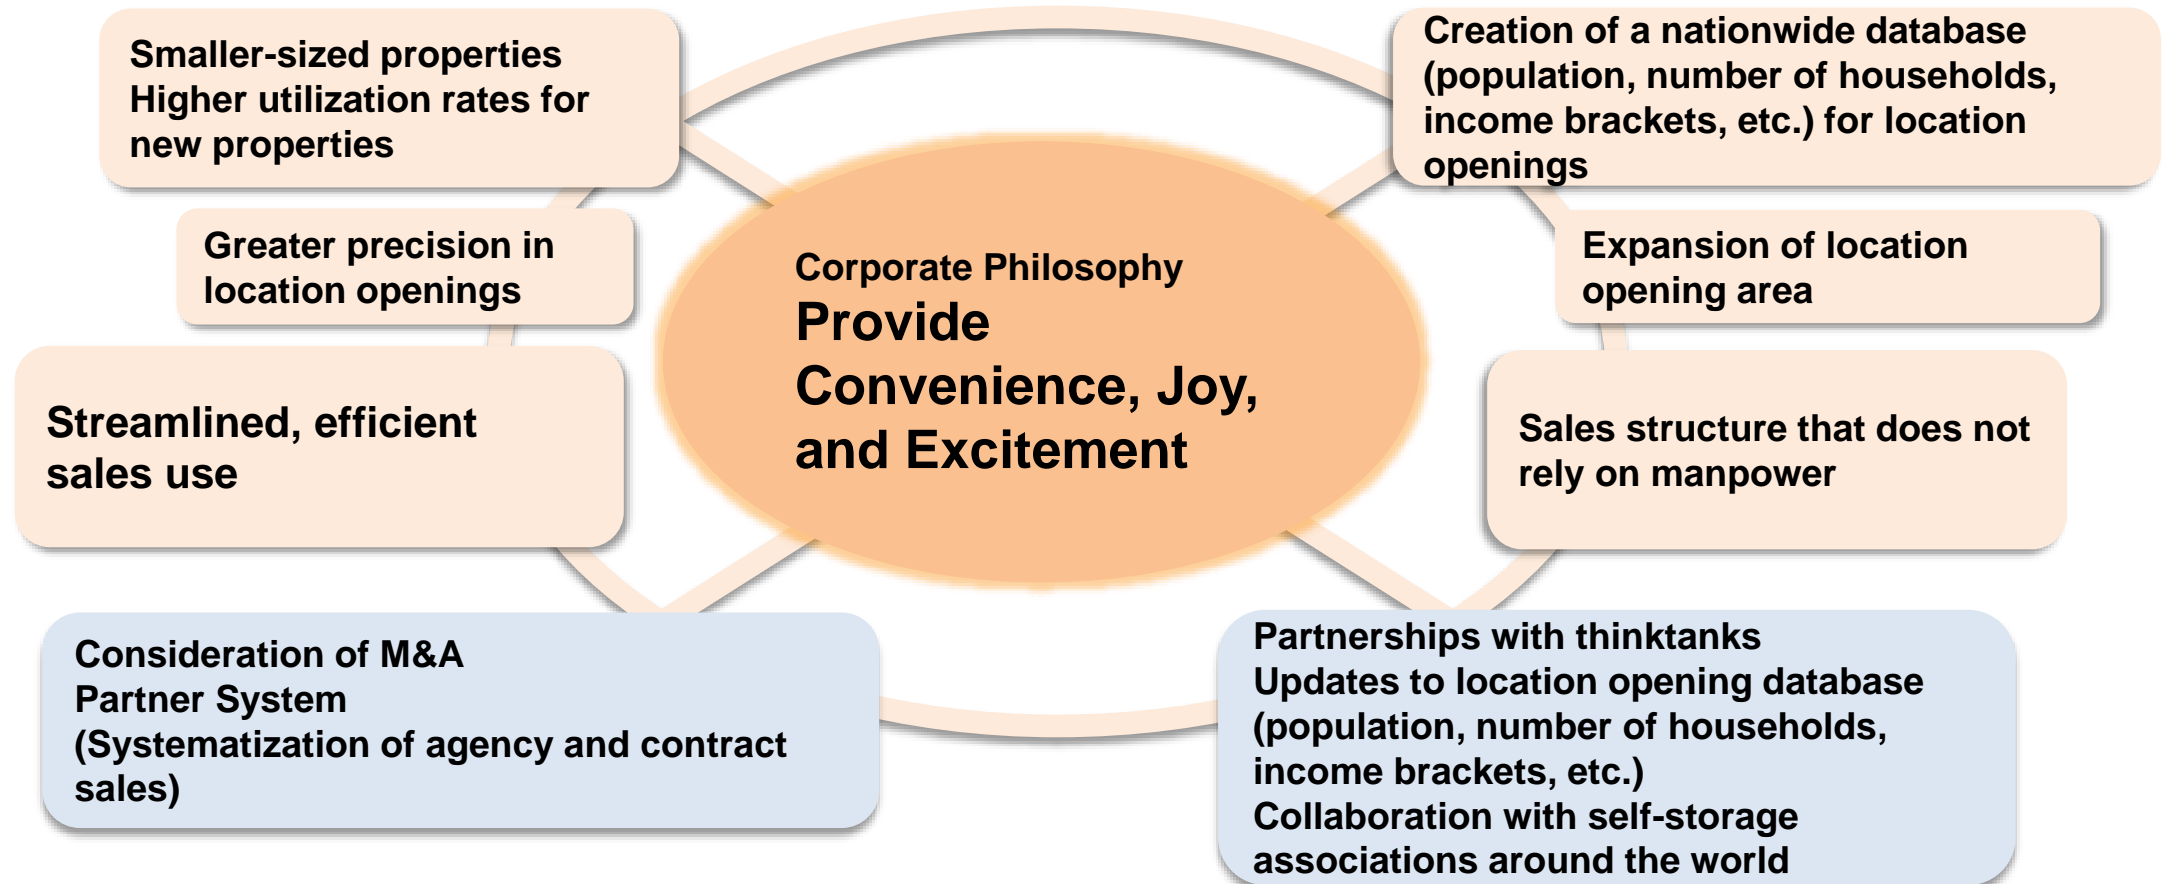 Smaller-sized properties
Higher utilization rates for
new properties
Creation of a nationwide database
(population, number of households,
income brackets, etc.) for location
openings
Greater precision in
location openings
Corporate Philosophy
Provide
Convenience, Joy,
and Excitement
Expansion of location
opening area
Streamlined, efficient
sales use
Sales structure that does not
rely on manpower
Consideration of M&A
Partner System
(Systematization of agency and contract
sales)
Partnerships with thinktanks
Updates to location opening database
(population, number of households,
income brackets, etc.)
Collaboration with self-storage
associations around the world